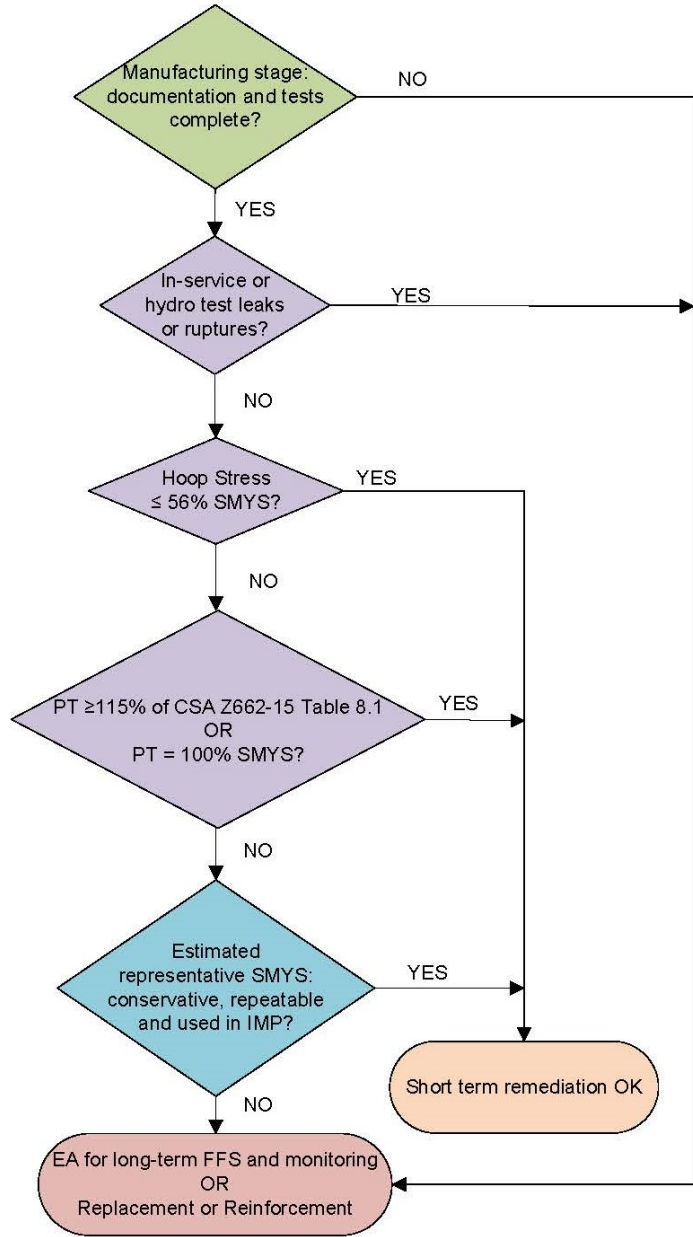 Manufacturing stage:
documentation and tests
complete?
NO
YES
In-service or
hydro test leaks
or ruptures?
YES
NO
Hoop Stress
≤ 56% SMYS?
YES
NO
PT ≥115% of CSA Z662-15 Table 8.1
OR
PT = 100% SMYS?
YES
NO
Estimated
representative SMYS:
conservative, repeatable
and used in IMP?
YES
NO
Short term remediation OK
EA for long-term FFS and monitoring
OR
Replacement or Reinforcement